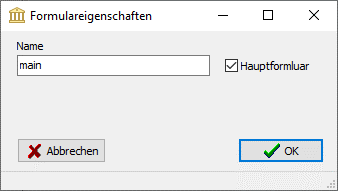 Formulareigenschaften
Name
main
Hauptformluar
Abbrechen
OK